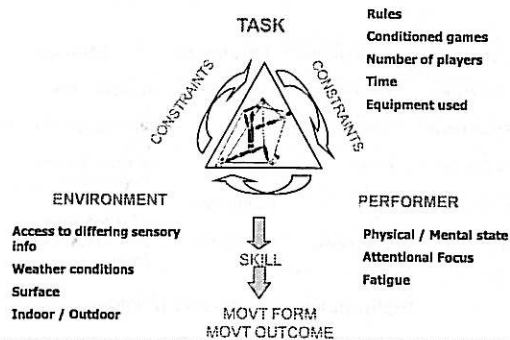 TASK
Rules
Conditioned games
Number of players
Time
Equipment used
CONSTRAINTS
CONSTRAINTS
ENVIRONMENT
Access to differing sensory
info
Weather conditions
Surface
Indoor / Outdoor
PERFORMER
Physical / Mental state
Attentional Focus
Fatigue
SKILL
MOVT FORM
MOVT OUTCOME